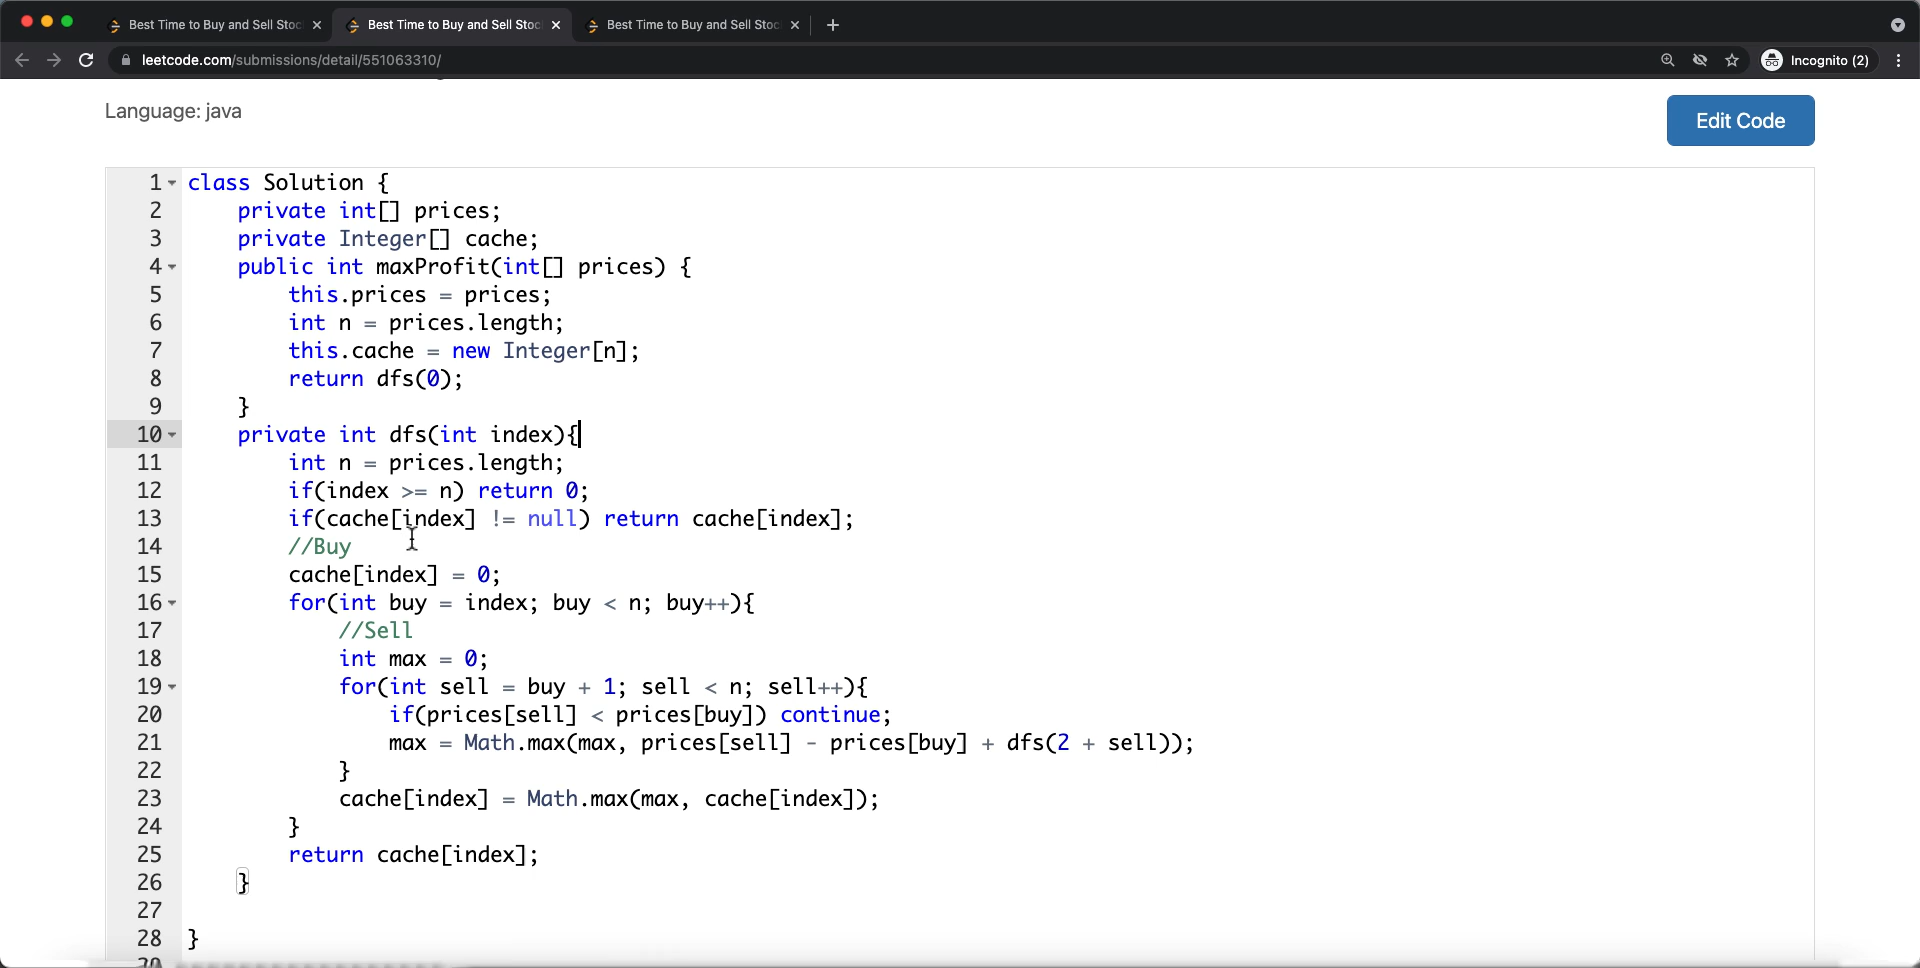 Best Time to Buy and Sell Stoc
Best Time to Buy and Sell Stoc
Best Time to Buy and Sell Stoc
leetcode.com/submissions/detail/551063310/
Incognito (2)
Language: java
Edit Code
1 class Solution {
2 private int[] prices;
3 private Integer[] cache;
4 public int maxProfit(int[] prices) {
5 this.prices = prices;
6 int n = prices.length;
7 this.cache = new Integer[n];
8 return dfs(0);
9 }
10 private int dfs(int index){
11 int n = prices.length;
12 if(index >= n) return 0;
13 if(cache[index] != null) return cache[index];
14 //Buy
15 cache[index] = 0;
16 for(int buy = index; buy < n; buy++){
17 //Sell
18 int max = 0;
19 for(int sell = buy + 1; sell < n; sell++){
20 if(prices[sell] < prices[buy]) continue;
21 max = Math.max(max, prices[sell] - prices[buy] + dfs(2 + sell));
22 }
23 cache[index] = Math.max(max, cache[index]);
24 }
25 return cache[index];
26 }
27
28 }